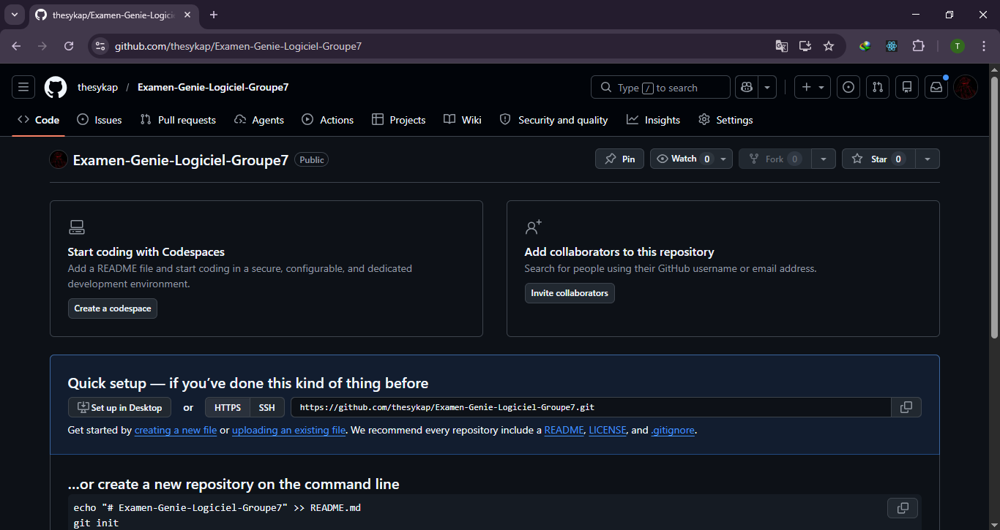 thesykap/Examen-Genie-Logicie
github.com/thesykap/Examen-Genie-Logiciel-Groupe7
T
thesykap / Examen-Genie-Logiciel-Groupe7
Type / to search
Code Issues Pull requests Agents Actions Projects Wiki Security and quality Insights Settings
Examen-Genie-Logiciel-Groupe7 Public
Pin Watch 0 Fork 0 Star 0
Start coding with Codespaces
Add a README file and start coding in a secure, configurable, and dedicated
development environment.
Create a codespace
Add collaborators to this repository
Search for people using their GitHub username or email address.
Invite collaborators
Quick setup — if you’ve done this kind of thing before
Set up in Desktop or HTTPS SSH https://github.com/thesykap/Examen-Genie-Logiciel-Groupe7.git
Get started by creating a new file or uploading an existing file. We recommend every repository include a README, LICENSE, and .gitignore.
…or create a new repository on the command line
echo "# Examen-Genie-Logiciel-Groupe7" >> README.md
git init